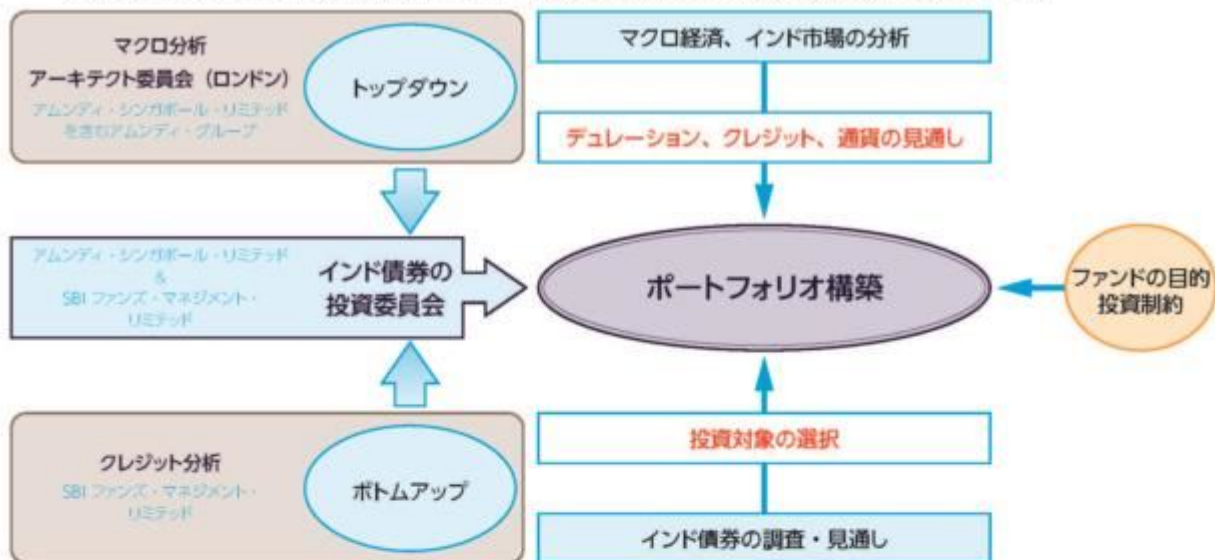 マクロ分析
アーキテクト委員会（ロンドン）
アムンディ・シンガポール・リミテッド
を含むアムンディ・グループ
トップダウン
マクロ経済、インド市場の分析
デュレーション、クレジット、通貨の見通し
アムンディ・シンガポール・リミテッド
&
SBI ファンズ・マネジメント・
リミテッド
インド債券の
投資委員会
ポートフォリオ構築
ファンドの目的
投資制約
クレジット分析
SBI ファンズ・マネジメント・
リミテッド
ボトムアップ
投資対象の選択
インド債券の調査・見通し